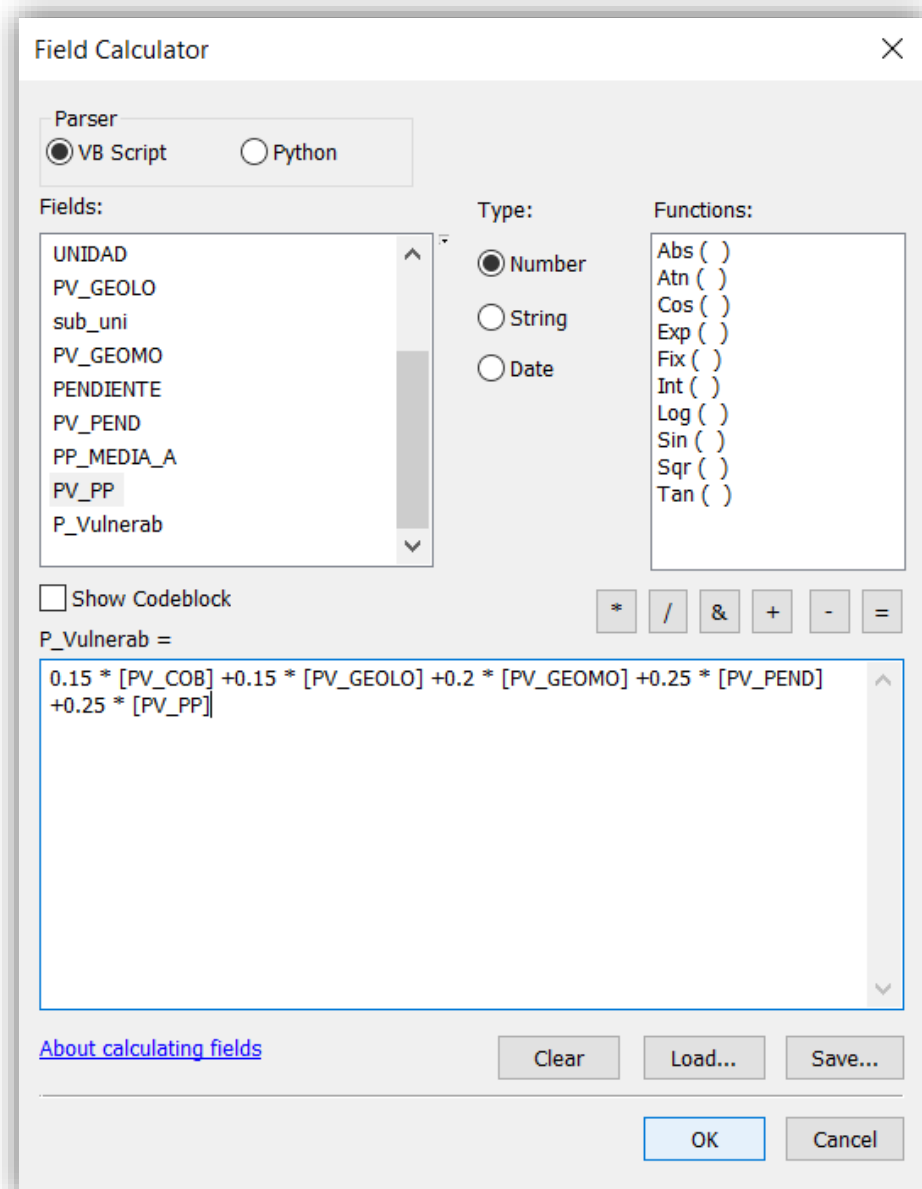 Field Calculator
Parser
VB Script
Python
Fields:
UNIDAD
PV_GEOLO
sub_uni
PV_GEOMO
PENDIENTE
PV_PEND
PP_MEDIA_A
PV_PP
P_Vulnerab
Type:
Number
String
Date
Functions:
Abs ( )
Atn ( )
Cos ( )
Exp ( )
Fix ( )
Int ( )
Log ( )
Sin ( )
Sqr ( )
Tan ( )
Show Codeblock
* / & + - =
P_Vulnerab =
0.15 * [PV_COB] +0.15 * [PV_GEOLO] +0.2 * [PV_GEOMO] +0.25 * [PV_PEND]
+0.25 * [PV_PP]
About calculating fields
Clear
Load...
Save...
OK
Cancel